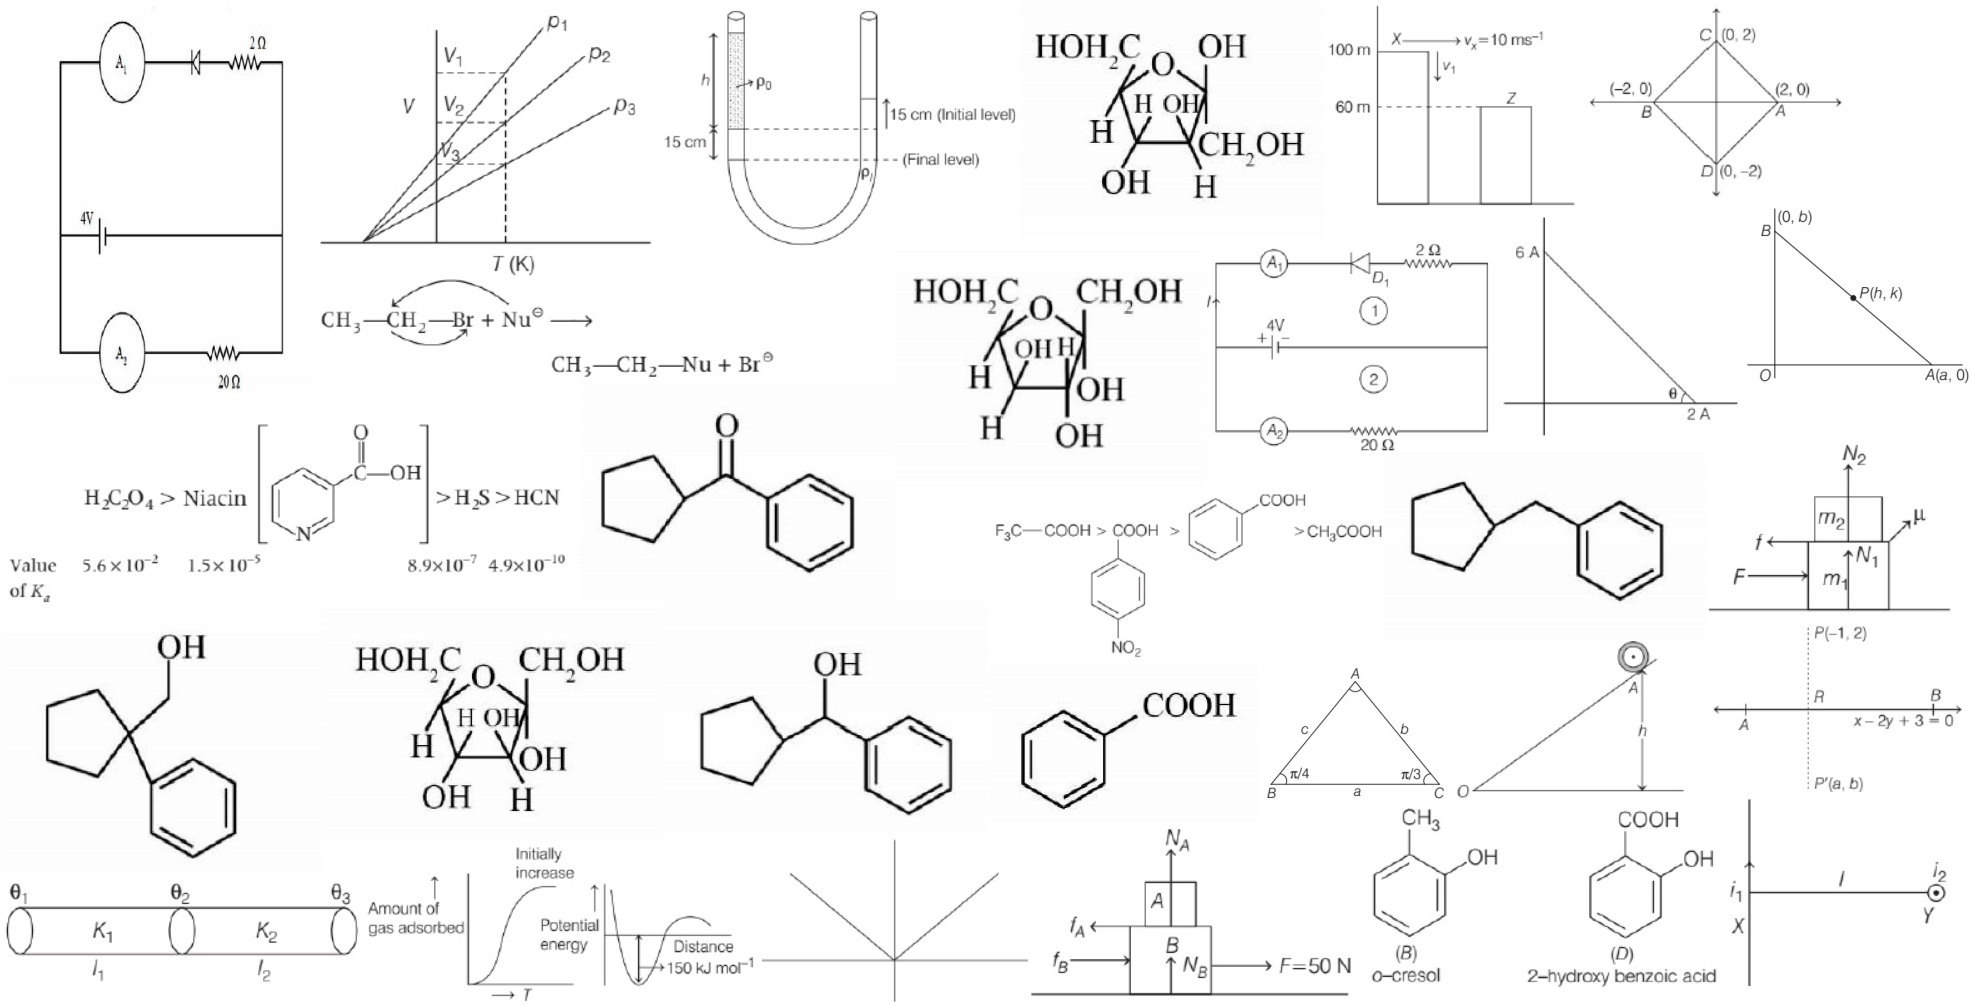 A₁
2 Ω
4V
A₂
20 Ω
p₁
p₂
p₃
V₁
V
V₂
V₃
T (K)
h
ρ₀
15 cm (Initial level)
15 cm
(Final level)
HOH₂C
O
OH
H
H
OH
CH₂OH
OH
H
100 m
X
vₓ = 10 ms⁻¹
v₁
60 m
Z
C
(0, 2)
(-2, 0)
(2, 0)
B
A
D
(0, -2)
CH₃—CH₂—Br + Nu⊖ ⟶
CH₃—CH₂—Nu + Br⊖
HOH₂C
O
CH₂OH
OH
H
H
OH
H
OH
A₁
2 Ω
D₁
I
1
4V
+
-
2
A₂
20 Ω
6 A
θ
2 A
(0, b)
B
P(h, k)
O
A(a, 0)
O
C—OH
H₂C₂O₄ > Niacin
N
> H₂S > HCN
Value
of Kₐ
5.6×10⁻²
1.5×10⁻⁵
8.9×10⁻⁷
4.9×10⁻¹⁰
O
F₃C—COOH > COOH > COOH > CH₃COOH
NO₂
N₂
m₂
μ
f
N₁
F
m₁
OH
HOH₂C
O
CH₂OH
H
OH
H
OH
OH
H
OH
COOH
A
c
b
π/4
π/3
B
a
C
A
h
O
P(-1, 2)
R
B
A
x - 2y + 3 = 0
P′(a, b)
θ₁
θ₂
θ₃
K₁
K₂
l₁
l₂
Initially
increase
Amount of
gas adsorbed
⟶ T
Potential
energy
Distance
150 kJ mol⁻¹
N_A
A
f_A
B
f_B
N_B
F=50 N
CH₃
OH
(B)
o–cresol
COOH
OH
(D)
2–hydroxy benzoic acid
i₁
l
i₂
X
Y